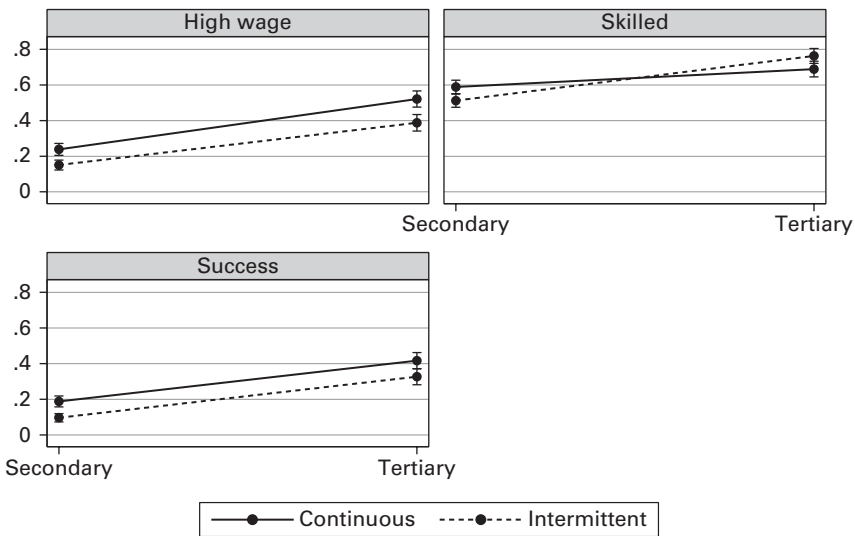 High wage
Skilled
.8
.6
.4
.2
0
Secondary
Tertiary
Success
.8
.6
.4
.2
0
Secondary
Tertiary
Continuous
Intermittent